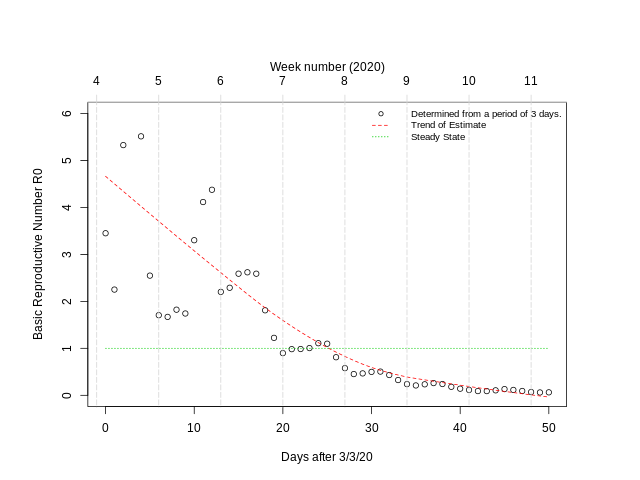 Week number (2020)
4 5 6 7 8 9 10 11
Determined from a period of 3 days.
Trend of Estimate
Steady State
Basic Reproductive Number R0
6
5
4
3
2
1
0
0 10 20 30 40 50
Days after 3/3/20